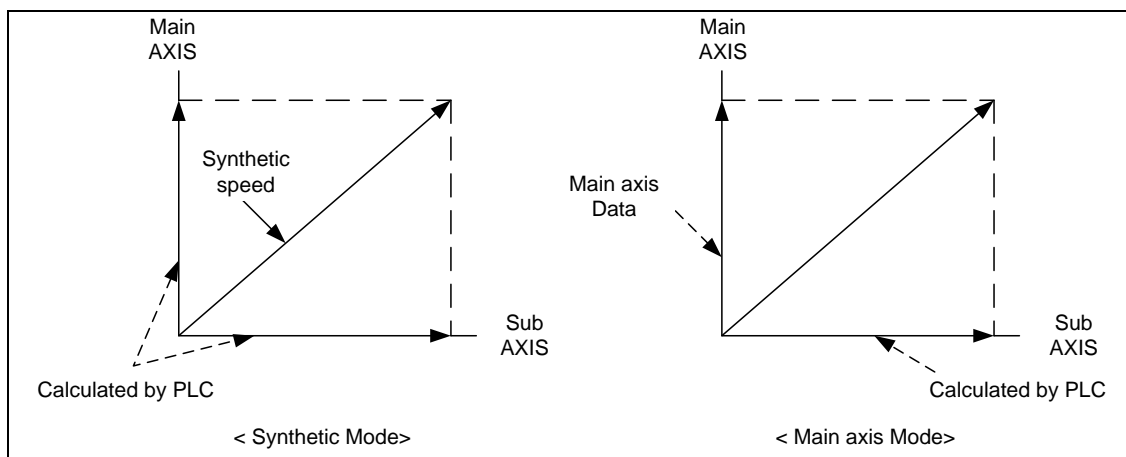 Main
AXIS
Synthetic
speed
Sub
AXIS
Calculated by PLC
< Synthetic Mode>
Main
AXIS
Main axis
Data
Sub
AXIS
Calculated by PLC
< Main axis Mode>